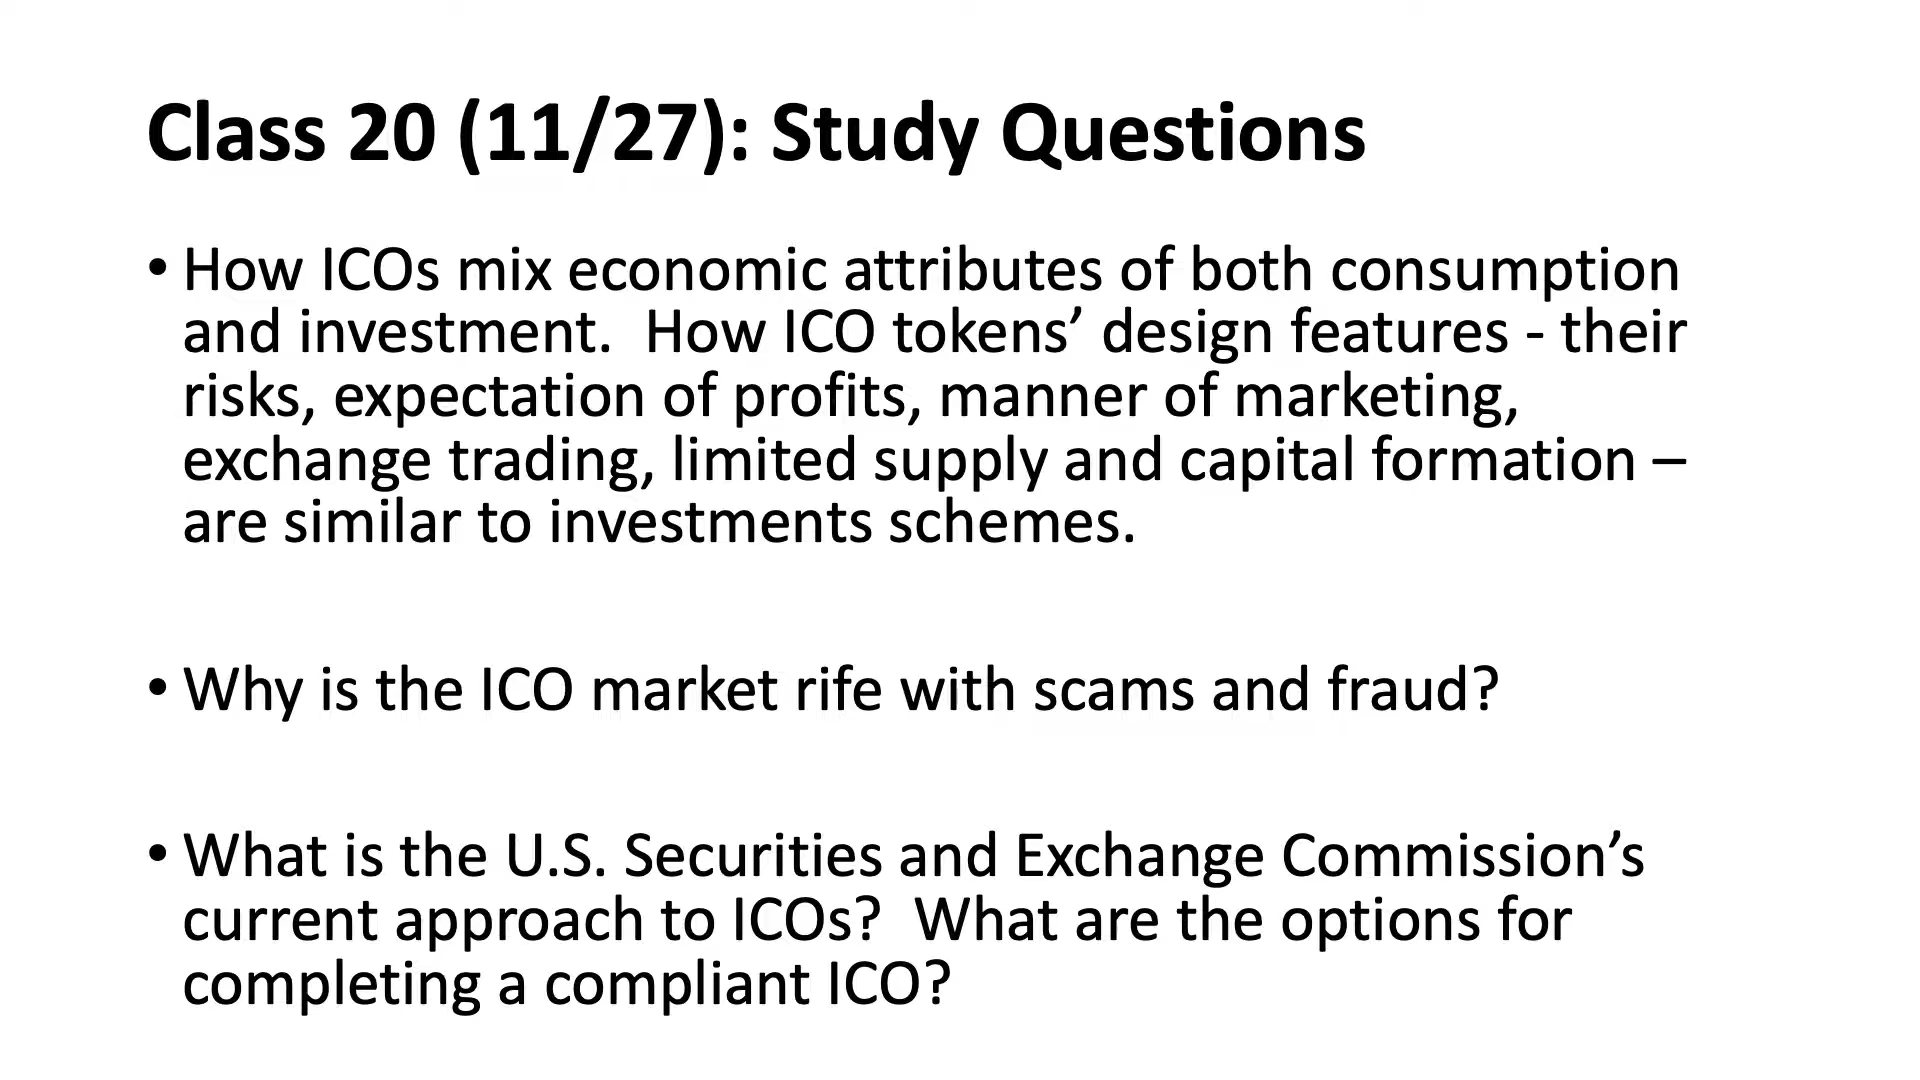 Class 20 (11/27): Study Questions
• How ICOs mix economic attributes of both consumption
and investment.  How ICO tokens’ design features - their
risks, expectation of profits, manner of marketing,
exchange trading, limited supply and capital formation –
are similar to investments schemes.
• Why is the ICO market rife with scams and fraud?
• What is the U.S. Securities and Exchange Commission’s
current approach to ICOs?  What are the options for
completing a compliant ICO?